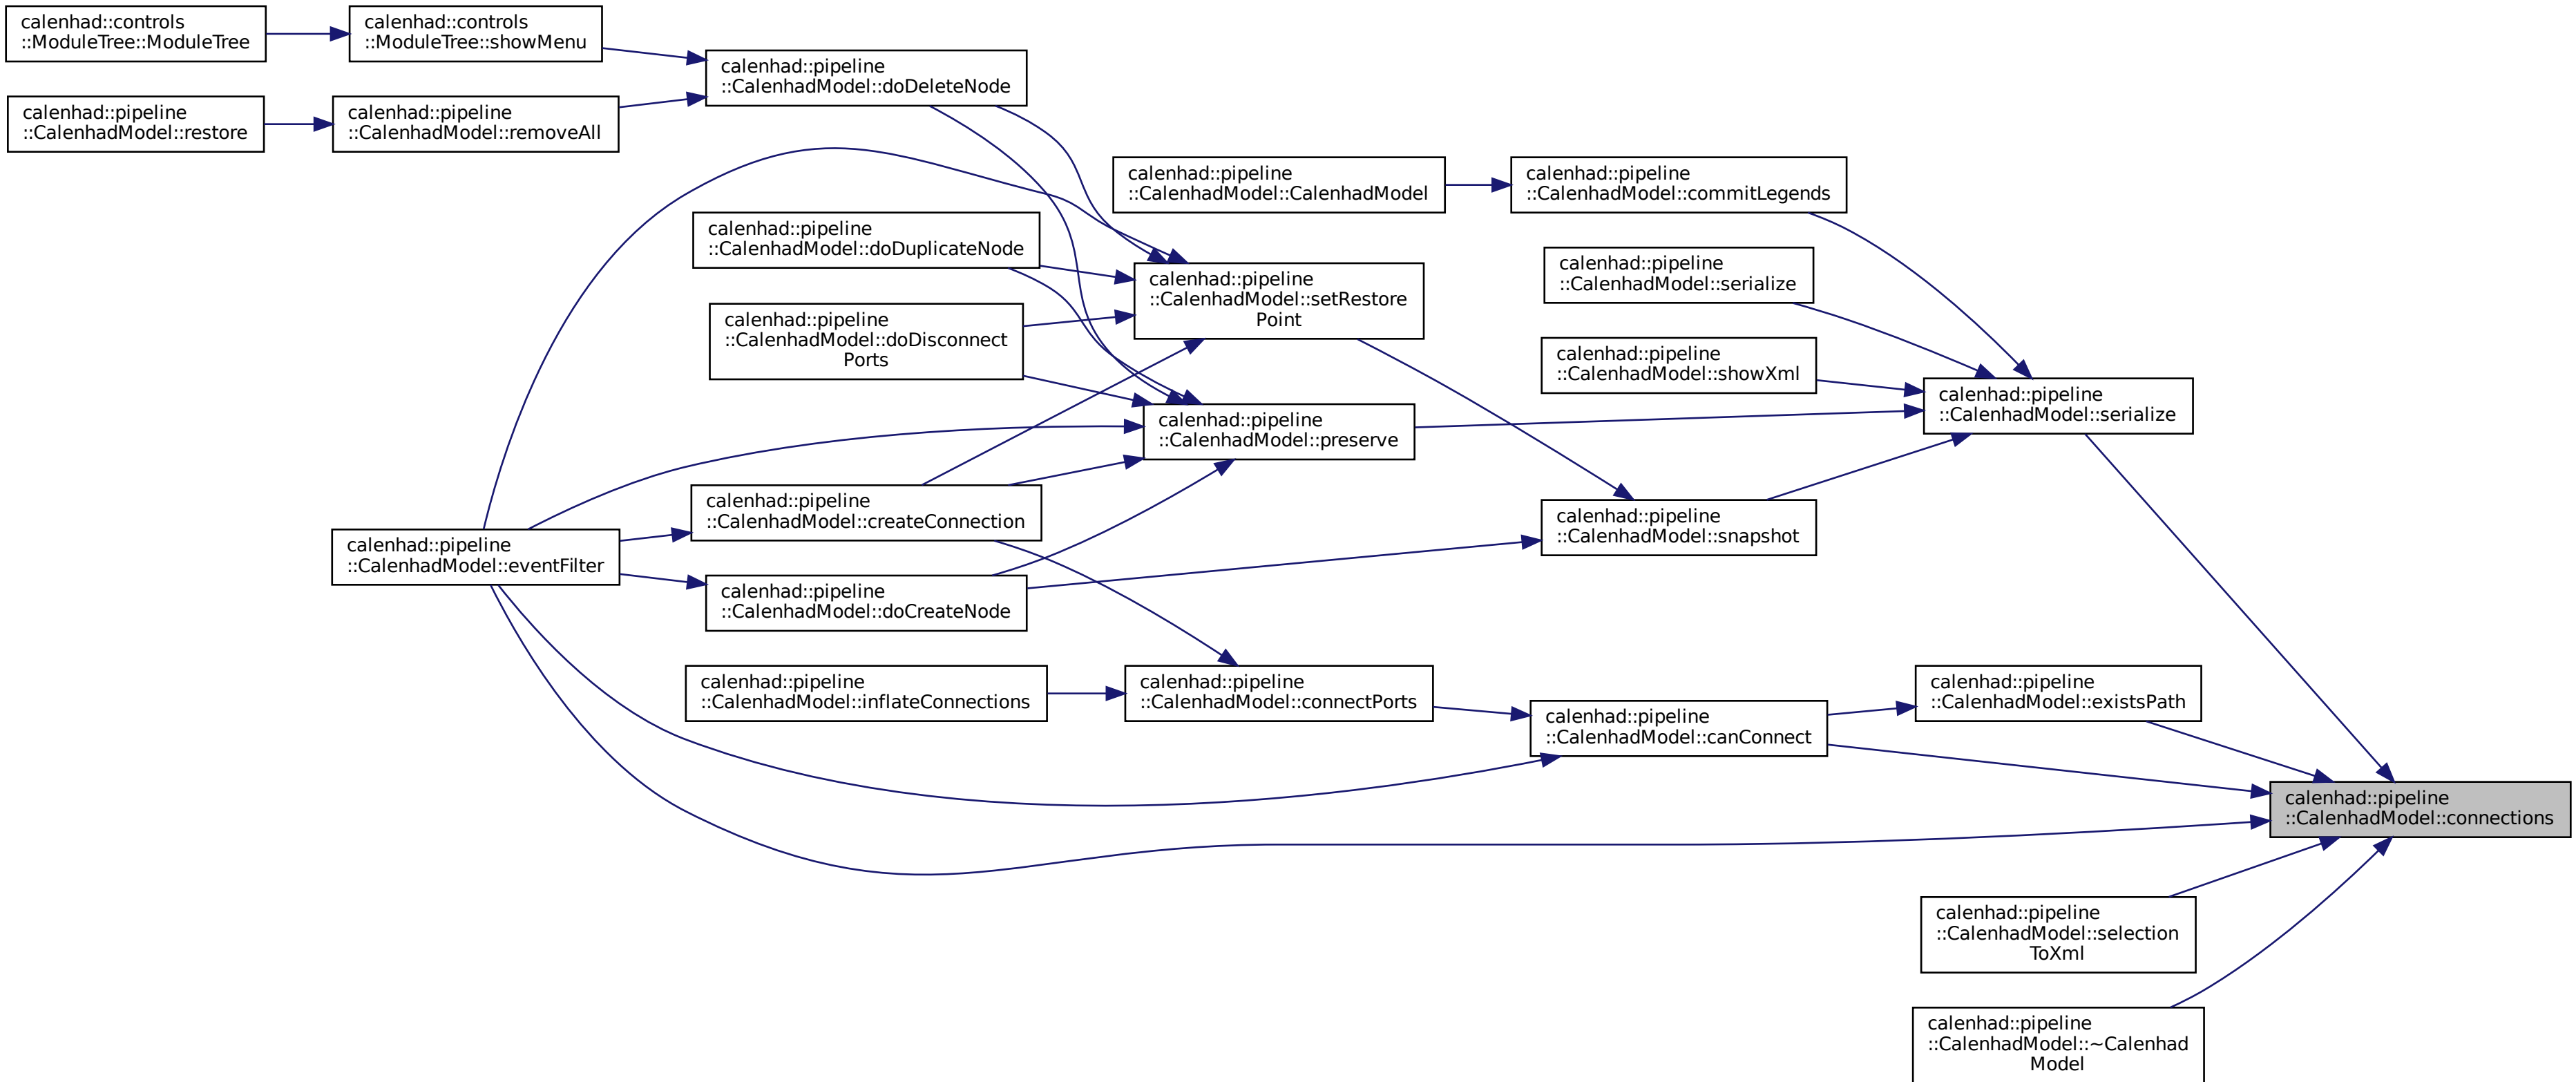 calenhad::controls
::ModuleTree::ModuleTree
calenhad::controls
::ModuleTree::showMenu
calenhad::pipeline
::CalenhadModel::doDeleteNode
calenhad::pipeline
::CalenhadModel::restore
calenhad::pipeline
::CalenhadModel::removeAll
calenhad::pipeline
::CalenhadModel::CalenhadModel
calenhad::pipeline
::CalenhadModel::commitLegends
calenhad::pipeline
::CalenhadModel::doDuplicateNode
calenhad::pipeline
::CalenhadModel::serialize
calenhad::pipeline
::CalenhadModel::setRestore
Point
calenhad::pipeline
::CalenhadModel::doDisconnect
Ports
calenhad::pipeline
::CalenhadModel::showXml
calenhad::pipeline
::CalenhadModel::serialize
calenhad::pipeline
::CalenhadModel::preserve
calenhad::pipeline
::CalenhadModel::createConnection
calenhad::pipeline
::CalenhadModel::snapshot
calenhad::pipeline
::CalenhadModel::eventFilter
calenhad::pipeline
::CalenhadModel::doCreateNode
calenhad::pipeline
::CalenhadModel::inflateConnections
calenhad::pipeline
::CalenhadModel::connectPorts
calenhad::pipeline
::CalenhadModel::existsPath
calenhad::pipeline
::CalenhadModel::canConnect
calenhad::pipeline
::CalenhadModel::connections
calenhad::pipeline
::CalenhadModel::selection
ToXml
calenhad::pipeline
::CalenhadModel::~Calenhad
Model